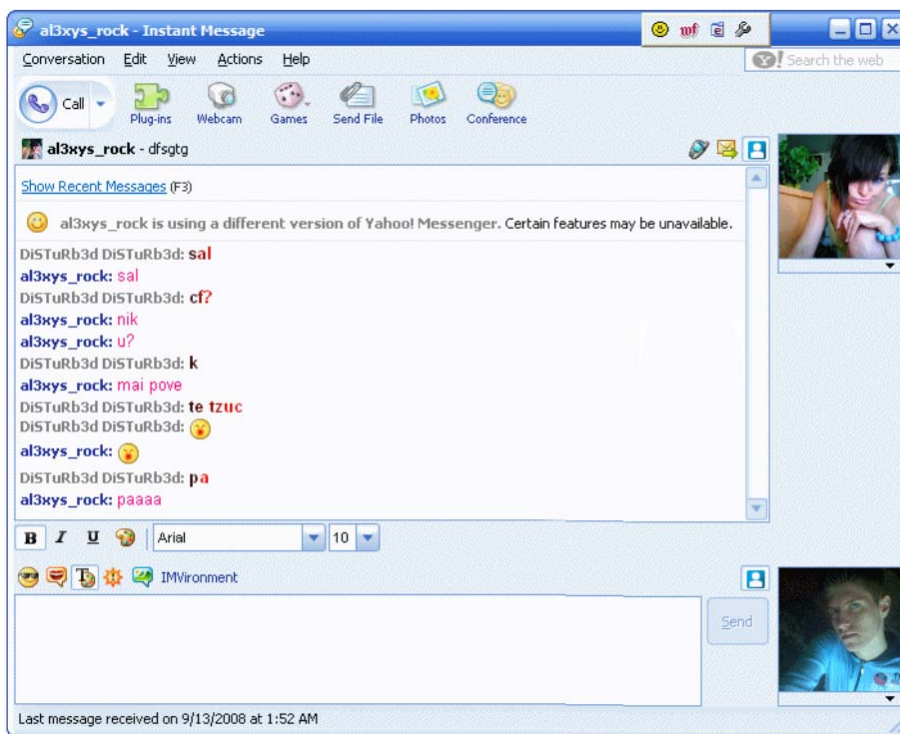 al3xys_rock - Instant Message
wf
Conversation Edit View Actions Help
Y! Search the web
Call
Plug-ins Webcam Games Send File Photos Conference
al3xys_rock - dfsgtg
Show Recent Messages (F3)
al3xys_rock is using a different version of Yahoo! Messenger. Certain features may be unavailable.
DiSTuRb3d DiSTuRb3d: sal
al3xys_rock: sal
DiSTuRb3d DiSTuRb3d: cf?
al3xys_rock: nik
al3xys_rock: u?
DiSTuRb3d DiSTuRb3d: k
al3xys_rock: mai pove
DiSTuRb3d DiSTuRb3d: te tzuc
DiSTuRb3d DiSTuRb3d:
al3xys_rock:
DiSTuRb3d DiSTuRb3d: pa
al3xys_rock: paaaa
B I U Arial 10
T IMVironment
Send
Last message received on 9/13/2008 at 1:52 AM